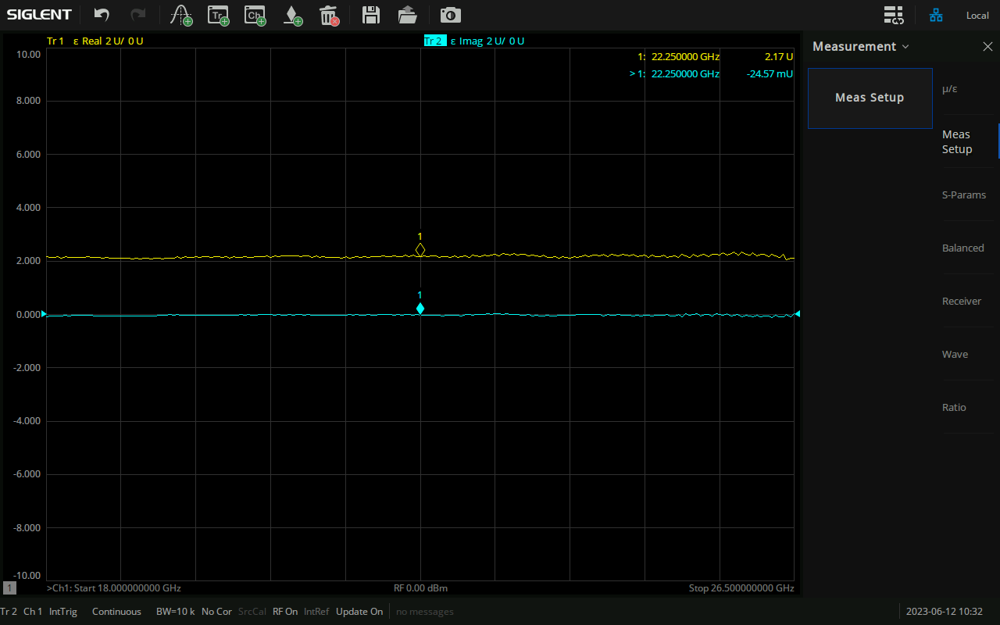 SIGLENT Tr Ch Local
Tr 1 ε Real 2 U/ 0 U Tr 2 ε Imag 2 U/ 0 U
Measurement
10.00
1: 22.250000 GHz 2.17 U
> 1: 22.250000 GHz -24.57 mU
Meas Setup
μ/ε
8.000
Meas
Setup
6.000
S-Params
4.000
1
Balanced
2.000
1
Receiver
0.000
Wave
-2.000
Ratio
-4.000
-6.000
-8.000
-10.00
1 >Ch1: Start 18.000000000 GHz RF 0.00 dBm Stop 26.500000000 GHz
Tr 2 Ch 1 IntTrig Continuous BW=10 k No Cor SrcCal RF On IntRef Update On no messages 2023-06-12 10:32